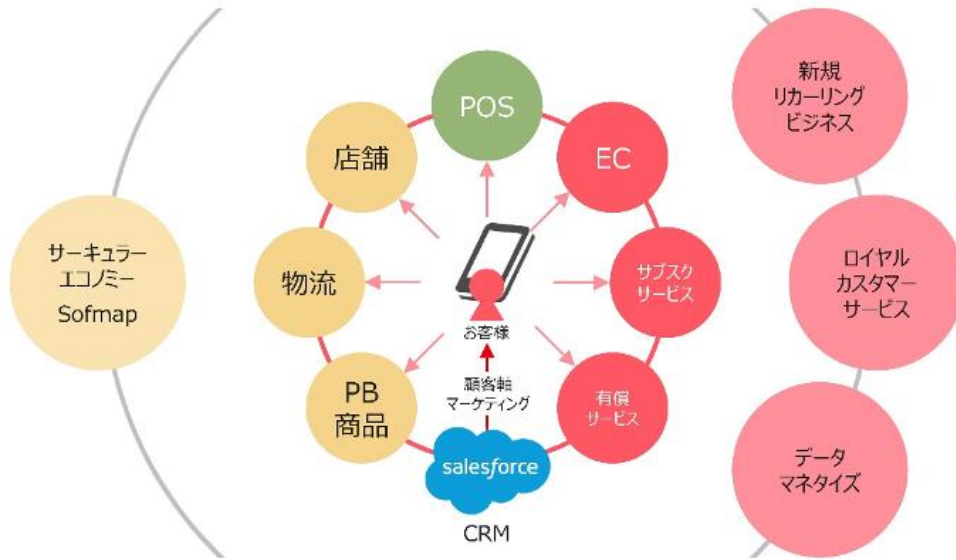 POS
店舗
EC
新規
リカーリング
ビジネス
サーキュラー
エコノミー
Sofmap
物流
お客様
サブスク
サービス
ロイヤル
カスタマー
サービス
PB
商品
顧客軸
マーケティング
有償
サービス
salesforce
CRM
データ
マネタイズ